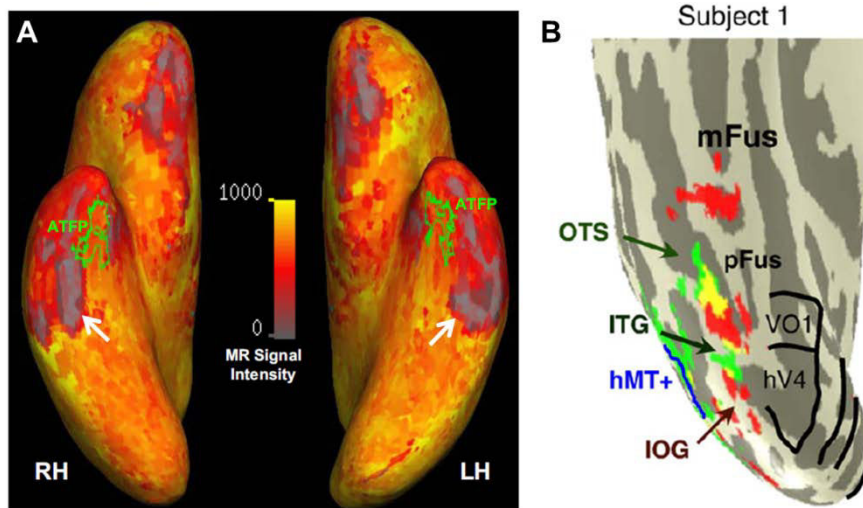 A
ATFP
ATFP
1000
0
MR Signal
Intensity
RH
LH
B
Subject 1
mFus
OTS
pFus
ITG
VO1
hMT+
hV4
IOG